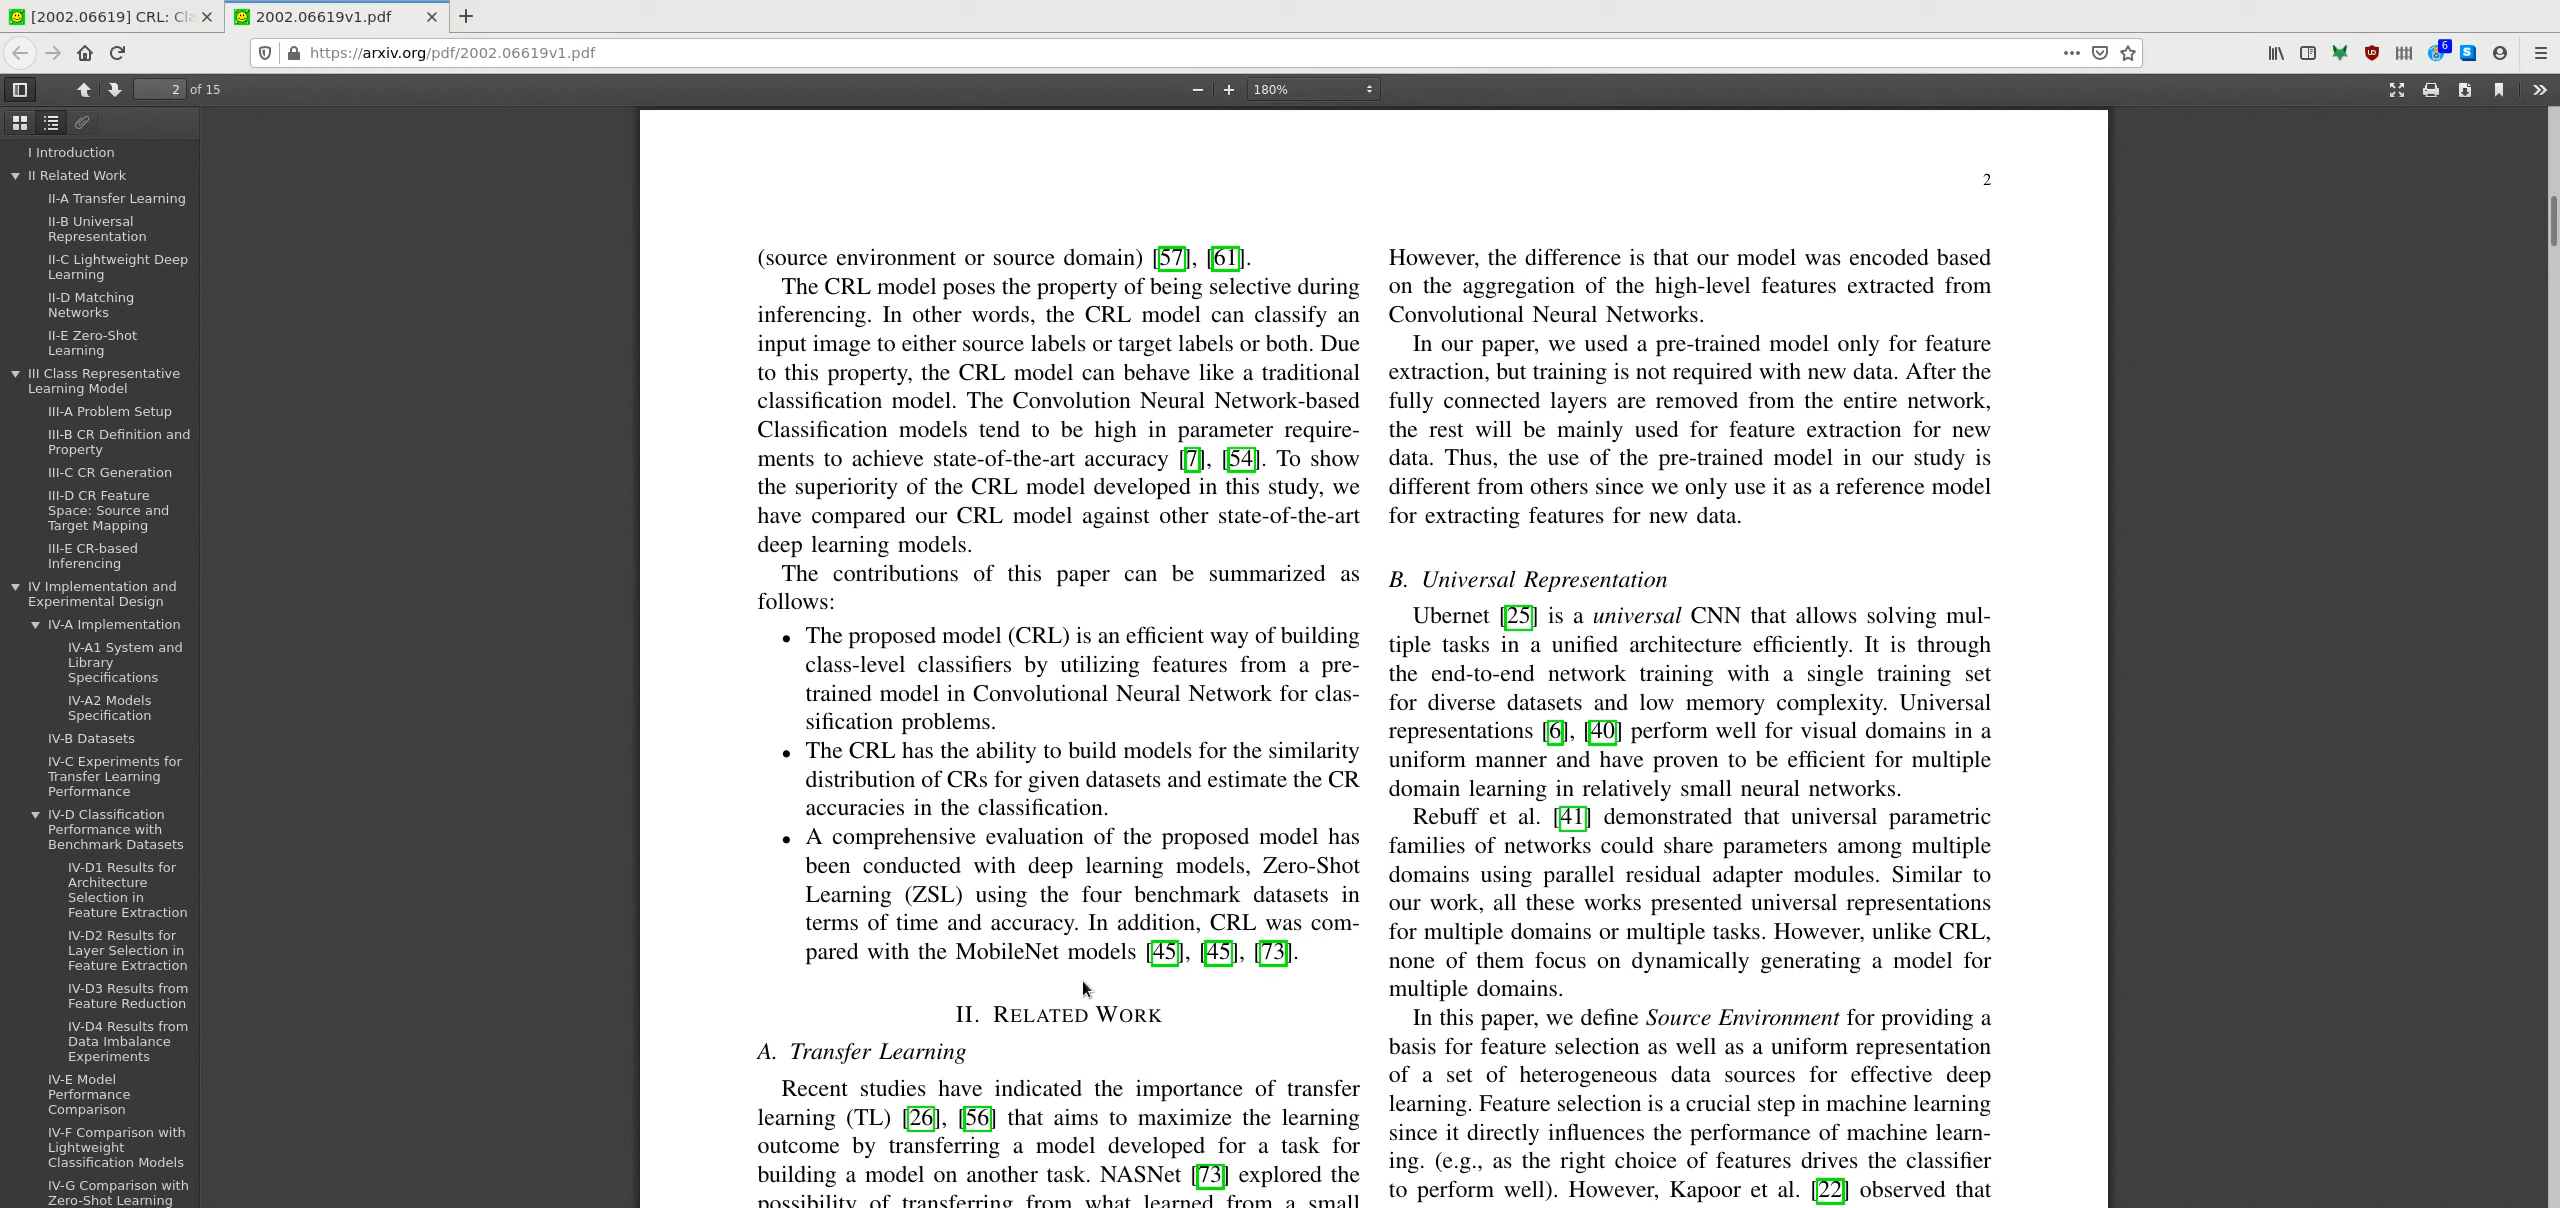 [2002.06619] CRL: Cla
2002.06619v1.pdf
https://arxiv.org/pdf/2002.06619v1.pdf
6
2 of 15
180%
I Introduction
II Related Work
II-A Transfer Learning
II-B Universal
Representation
II-C Lightweight Deep
Learning
II-D Matching
Networks
II-E Zero-Shot
Learning
III Class Representative
Learning Model
III-A Problem Setup
III-B CR Definition and
Property
III-C CR Generation
III-D CR Feature
Space: Source and
Target Mapping
III-E CR-based
Inferencing
IV Implementation and
Experimental Design
IV-A Implementation
IV-A1 System and
Library
Specifications
IV-A2 Models
Specification
IV-B Datasets
IV-C Experiments for
Transfer Learning
Performance
IV-D Classification
Performance with
Benchmark Datasets
IV-D1 Results for
Architecture
Selection in
Feature Extraction
IV-D2 Results for
Layer Selection in
Feature Extraction
IV-D3 Results from
Feature Reduction
IV-D4 Results from
Data Imbalance
Experiments
IV-E Model
Performance
Comparison
IV-F Comparison with
Lightweight
Classification Models
IV-G Comparison with
Zero-Shot Learning
2
(source environment or source domain) [57], [61].
The CRL model poses the property of being selective during
inferencing. In other words, the CRL model can classify an
input image to either source labels or target labels or both. Due
to this property, the CRL model can behave like a traditional
classification model. The Convolution Neural Network-based
Classification models tend to be high in parameter require-
ments to achieve state-of-the-art accuracy [7], [54]. To show
the superiority of the CRL model developed in this study, we
have compared our CRL model against other state-of-the-art
deep learning models.
The contributions of this paper can be summarized as
follows:
• The proposed model (CRL) is an efficient way of building
class-level classifiers by utilizing features from a pre-
trained model in Convolutional Neural Network for clas-
sification problems.
• The CRL has the ability to build models for the similarity
distribution of CRs for given datasets and estimate the CR
accuracies in the classification.
• A comprehensive evaluation of the proposed model has
been conducted with deep learning models, Zero-Shot
Learning (ZSL) using the four benchmark datasets in
terms of time and accuracy. In addition, CRL was com-
pared with the MobileNet models [45], [45], [73].
II. RELATED WORK
A. Transfer Learning
Recent studies have indicated the importance of transfer
learning (TL) [26], [56] that aims to maximize the learning
outcome by transferring a model developed for a task for
building a model on another task. NASNet [73] explored the
possibility of transferring from what learned from a small
However, the difference is that our model was encoded based
on the aggregation of the high-level features extracted from
Convolutional Neural Networks.
In our paper, we used a pre-trained model only for feature
extraction, but training is not required with new data. After the
fully connected layers are removed from the entire network,
the rest will be mainly used for feature extraction for new
data. Thus, the use of the pre-trained model in our study is
different from others since we only use it as a reference model
for extracting features for new data.
B. Universal Representation
Ubernet [25] is a universal CNN that allows solving mul-
tiple tasks in a unified architecture efficiently. It is through
the end-to-end network training with a single training set
for diverse datasets and low memory complexity. Universal
representations [6], [40] perform well for visual domains in a
uniform manner and have proven to be efficient for multiple
domain learning in relatively small neural networks.
Rebuff et al. [41] demonstrated that universal parametric
families of networks could share parameters among multiple
domains using parallel residual adapter modules. Similar to
our work, all these works presented universal representations
for multiple domains or multiple tasks. However, unlike CRL,
none of them focus on dynamically generating a model for
multiple domains.
In this paper, we define Source Environment for providing a
basis for feature selection as well as a uniform representation
of a set of heterogeneous data sources for effective deep
learning. Feature selection is a crucial step in machine learning
since it directly influences the performance of machine learn-
ing. (e.g., as the right choice of features drives the classifier
to perform well). However, Kapoor et al. [22] observed that